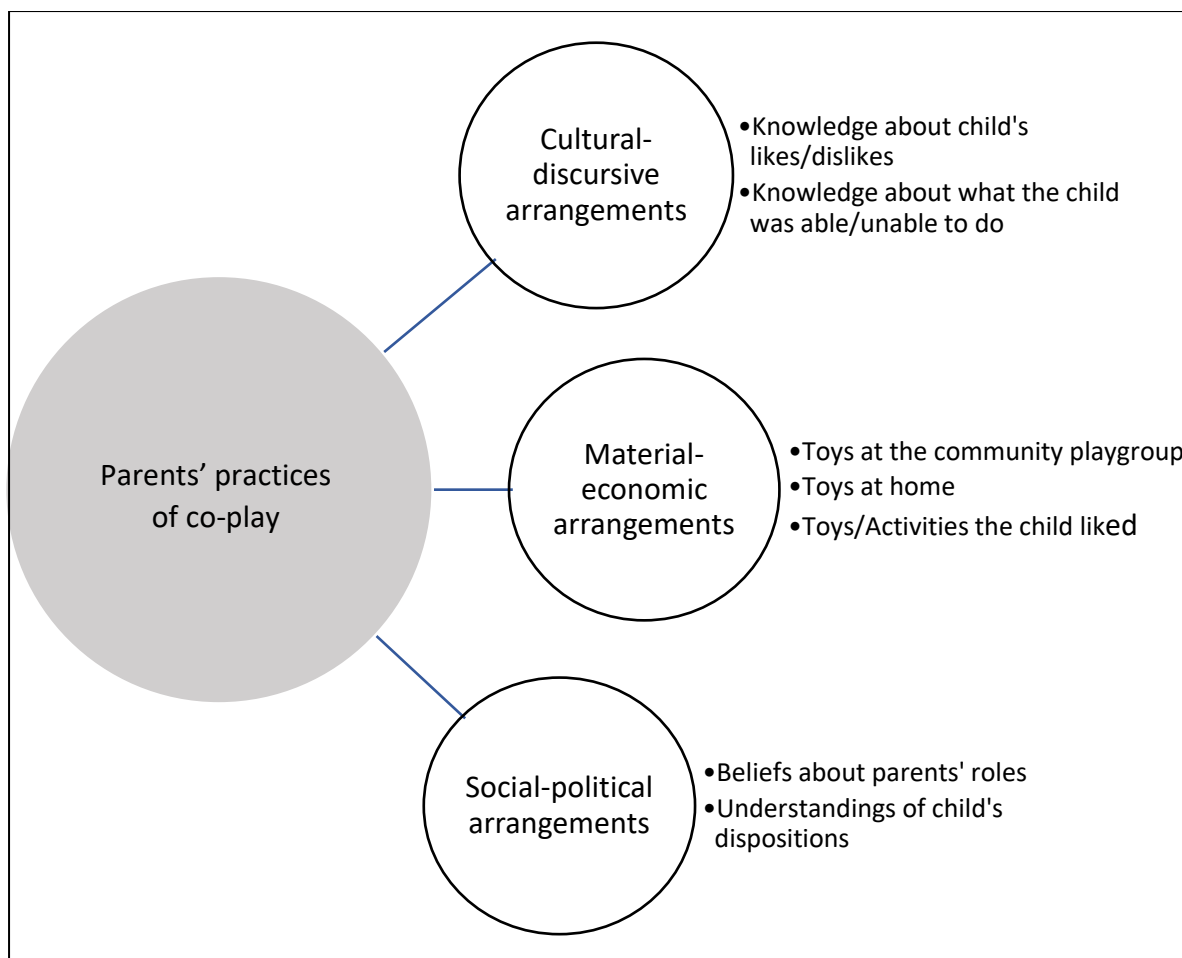 Parents’ practices
of co-play
Cultural-
discursive
arrangements
•Knowledge about child's
likes/dislikes
•Knowledge about what the child
was able/unable to do
Material-
economic
arrangements
•Toys at the community playgroup
•Toys at home
•Toys/Activities the child liked
Social-political
arrangements
•Beliefs about parents' roles
•Understandings of child's
dispositions